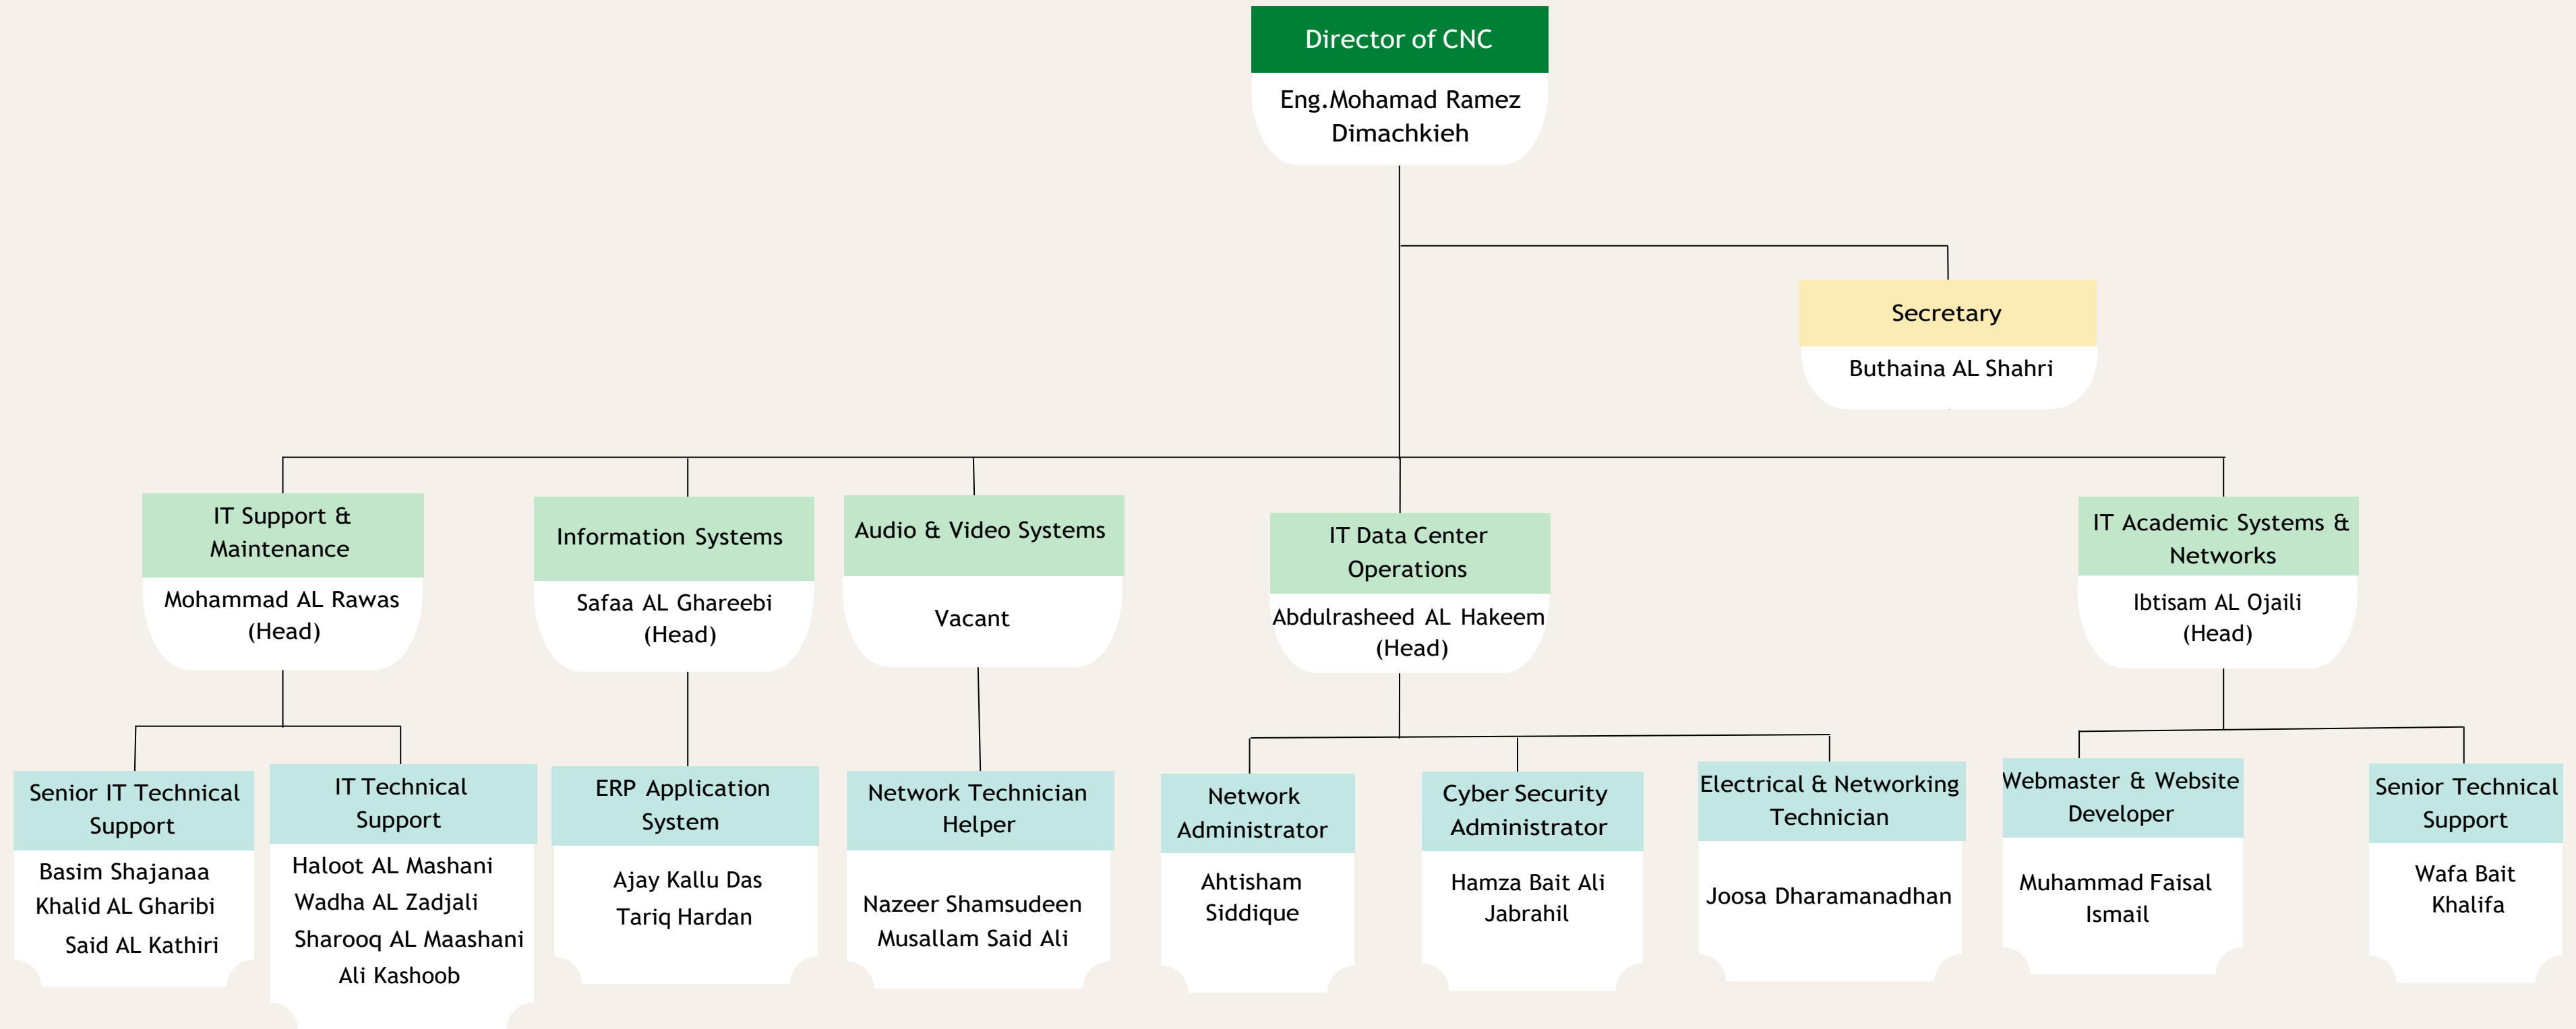 Director of CNC
Eng.Mohamad Ramez
Dimachkieh
Secretary
Buthaina AL Shahri
IT Support &
Maintenance
Mohammad AL Rawas
(Head)
Information Systems
Safaa AL Ghareebi
(Head)
Audio & Video Systems
Vacant
IT Data Center
Operations
Abdulrasheed AL Hakeem
(Head)
IT Academic Systems &
Networks
Ibtisam AL Ojaili
(Head)
Senior IT Technical
Support
Basim Shajanaa
Khalid AL Gharibi
Said AL Kathiri
IT Technical
Support
Haloot AL Mashani
Wadha AL Zadjali
Sharooq AL Maashani
Ali Kashoob
ERP Application
System
Ajay Kallu Das
Tariq Hardan
Network Technician
Helper
Nazeer Shamsudeen
Musallam Said Ali
Network
Administrator
Ahtisham
Siddique
Cyber Security
Administrator
Hamza Bait Ali
Jabrahil
Electrical & Networking
Technician
Joosa Dharamanadhan
Webmaster & Website
Developer
Muhammad Faisal
Ismail
Senior Technical
Support
Wafa Bait
Khalifa